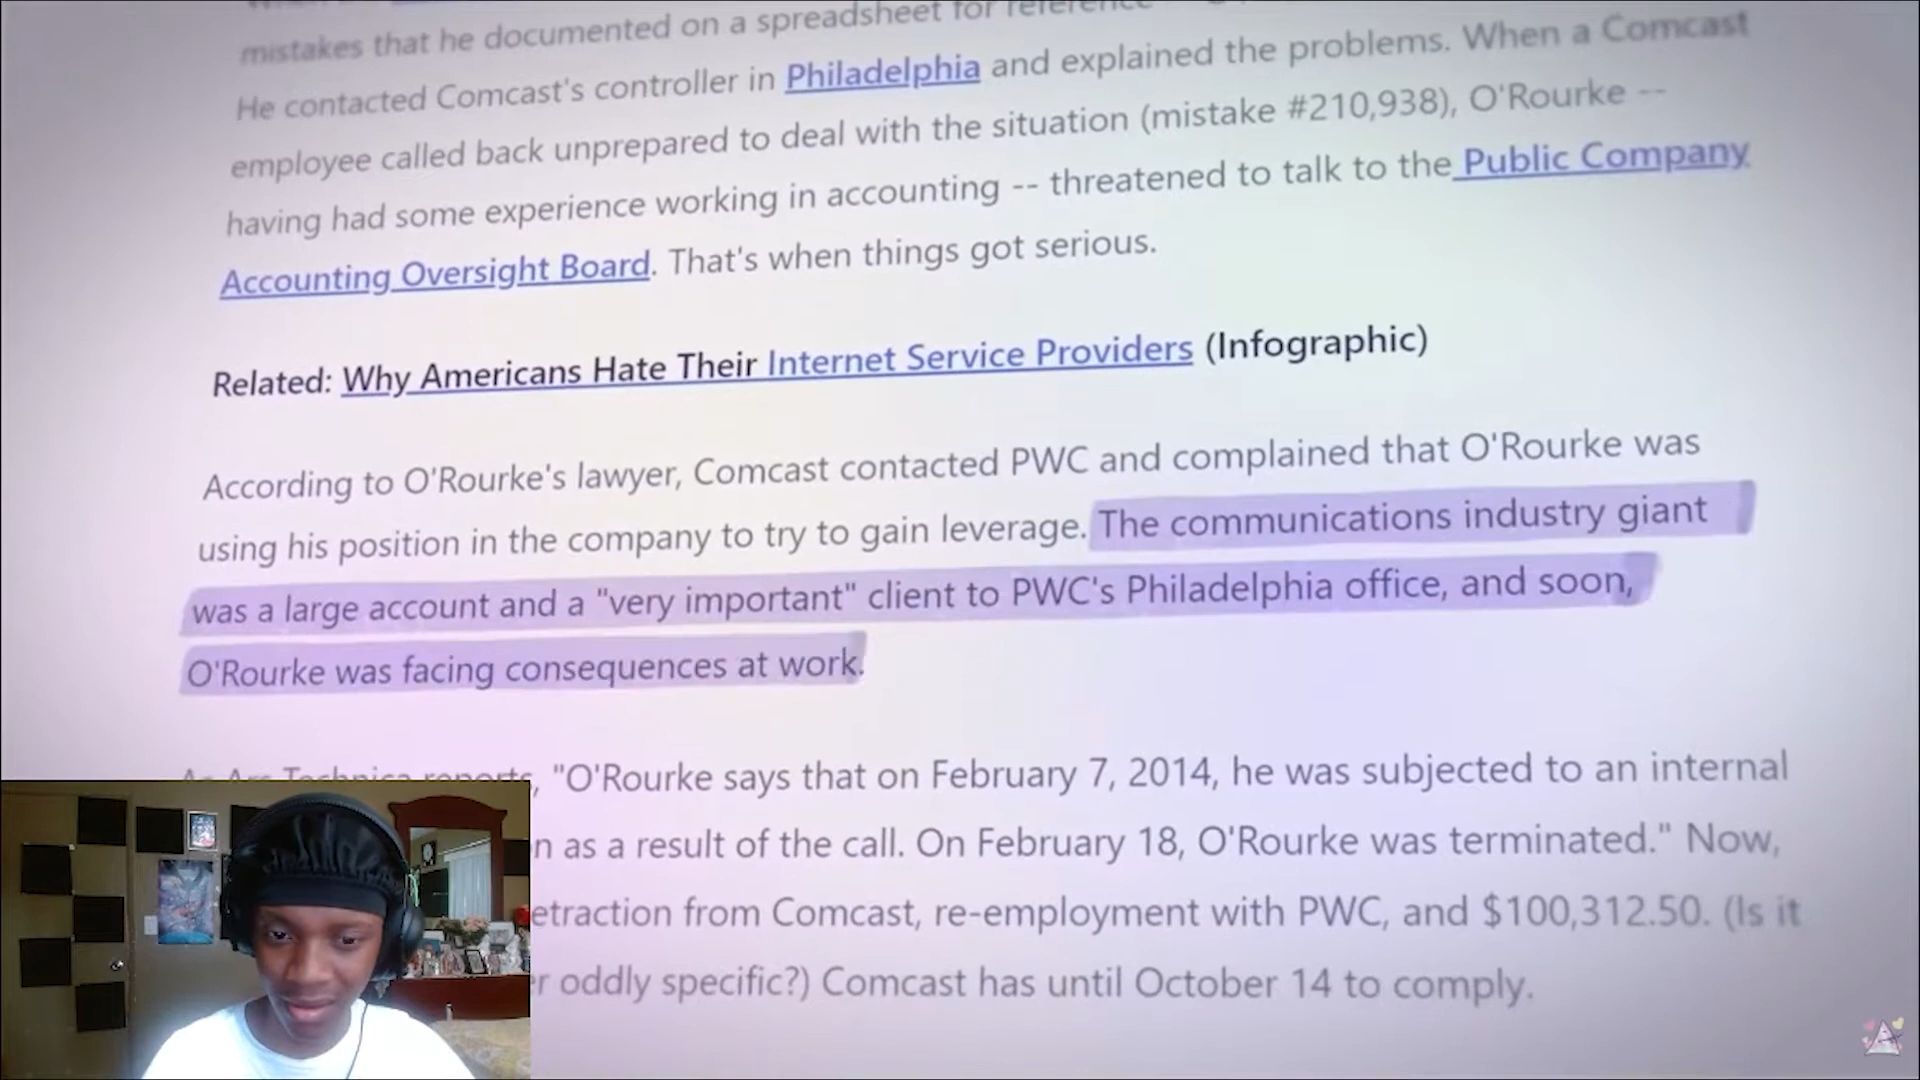 mistakes that he documented on a spreadsheet for reference
He contacted Comcast's controller in Philadelphia and explained the problems. When a Comcast
employee called back unprepared to deal with the situation (mistake #210,938), O'Rourke --
having had some experience working in accounting -- threatened to talk to the Public Company
Accounting Oversight Board. That's when things got serious.
Related: Why Americans Hate Their Internet Service Providers (Infographic)
According to O'Rourke's lawyer, Comcast contacted PWC and complained that O'Rourke was
using his position in the company to try to gain leverage. The communications industry giant
was a large account and a "very important" client to PWC's Philadelphia office, and soon,
O'Rourke was facing consequences at work.
As Ars Technica reports, "O'Rourke says that on February 7, 2014, he was subjected to an internal
n as a result of the call. On February 18, O'Rourke was terminated." Now,
etraction from Comcast, re-employment with PWC, and $100,312.50. (Is it
r oddly specific?) Comcast has until October 14 to comply.